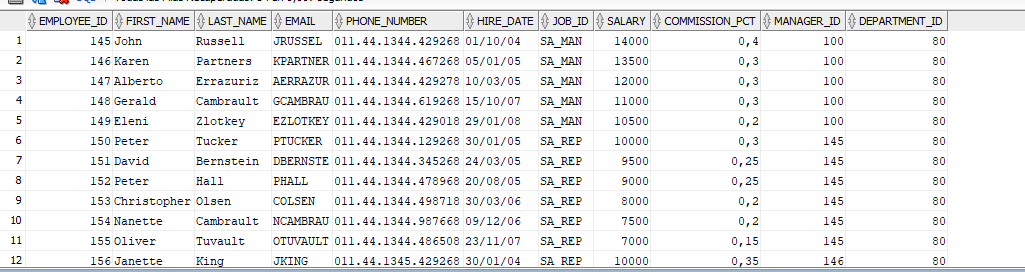 EMPLOYEE_ID FIRST_NAME LAST_NAME EMAIL PHONE_NUMBER HIRE_DATE JOB_ID SALARY COMMISSION_PCT MANAGER_ID DEPARTMENT_ID
1 145 John Russell JRUSSEL 011.44.1344.429268 01/10/04 SA_MAN 14000 0,4 100 80
2 146 Karen Partners KPARTNER 011.44.1344.467268 05/01/05 SA_MAN 13500 0,3 100 80
3 147 Alberto Errazuriz AERRAZUR 011.44.1344.429278 10/03/05 SA_MAN 12000 0,3 100 80
4 148 Gerald Cambrault GCAMBRAU 011.44.1344.619268 15/10/07 SA_MAN 11000 0,3 100 80
5 149 Eleni Zlotkey EZLOTKEY 011.44.1344.429018 29/01/08 SA_MAN 10500 0,2 100 80
6 150 Peter Tucker PTUCKER 011.44.1344.129268 30/01/05 SA_REP 10000 0,3 145 80
7 151 David Bernstein DBERNSTE 011.44.1344.345268 24/03/05 SA_REP 9500 0,25 145 80
8 152 Peter Hall PHALL 011.44.1344.478968 20/08/05 SA_REP 9000 0,25 145 80
9 153 Christopher Olsen COLSEN 011.44.1344.498718 30/03/06 SA_REP 8000 0,2 145 80
10 154 Nanette Cambrault NCAMBRAU 011.44.1344.987668 09/12/06 SA_REP 7500 0,2 145 80
11 155 Oliver Tuvault OTUVAULT 011.44.1344.486508 23/11/07 SA_REP 7000 0,15 145 80
12 156 Janette King JKING 011.44.1345.429268 30/01/04 SA_REP 10000 0,35 146 80